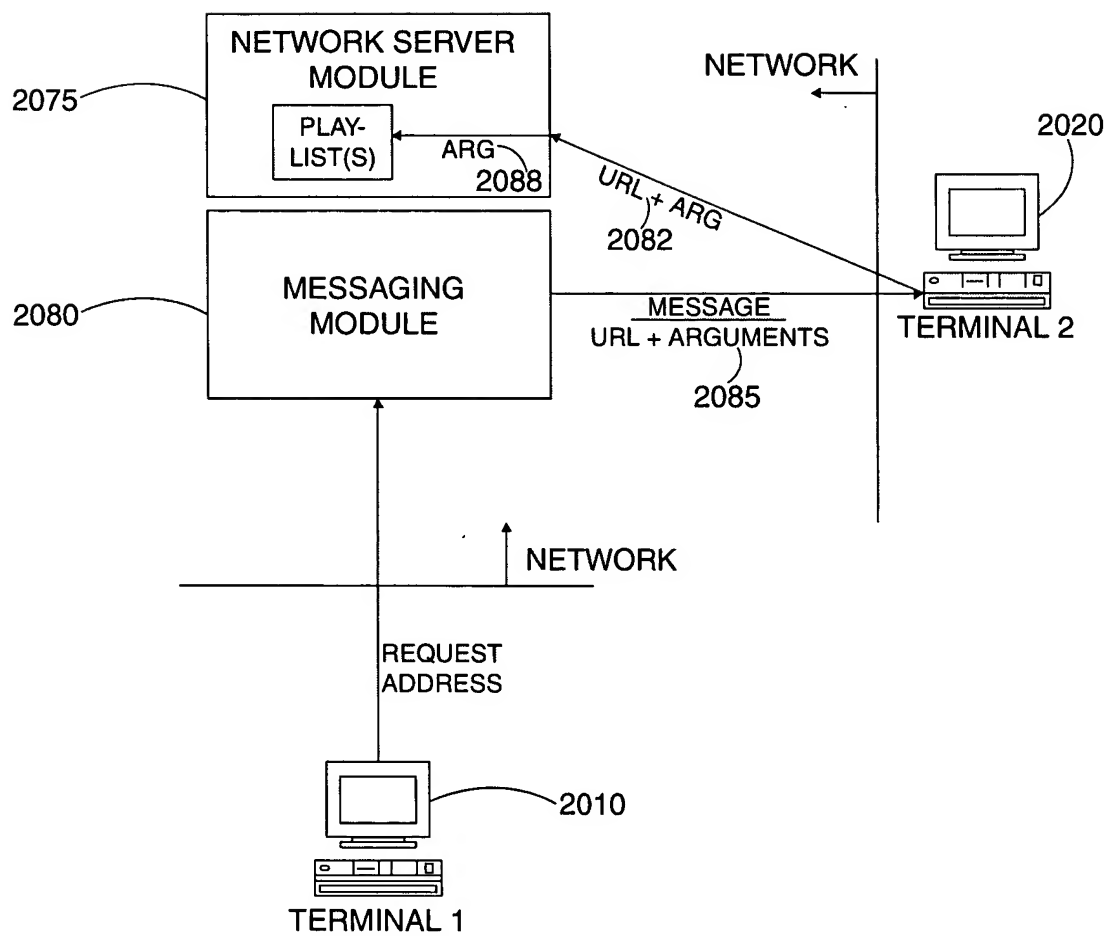 NETWORK SERVER
MODULE
2075
PLAY-
LIST(S)
ARG
2088
NETWORK
2020
URL + ARG
2082
2080
MESSAGING
MODULE
MESSAGE
URL + ARGUMENTS
2085
TERMINAL 2
NETWORK
REQUEST
ADDRESS
2010
TERMINAL 1